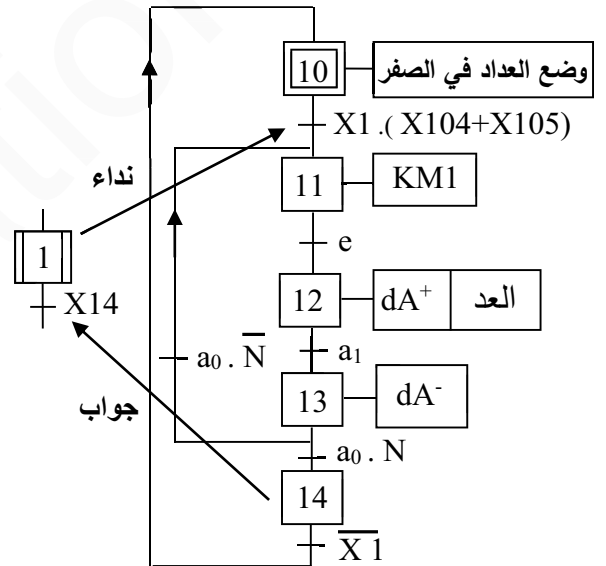 10
وضع العداد في الصفر
X1 .( X104+X105)
نداء
11
KM1
1
e
X14
12
dA⁺
العد
a₀ . N̅
a₁
جواب
13
dA⁻
a₀ . N
14
X̅ 1̅